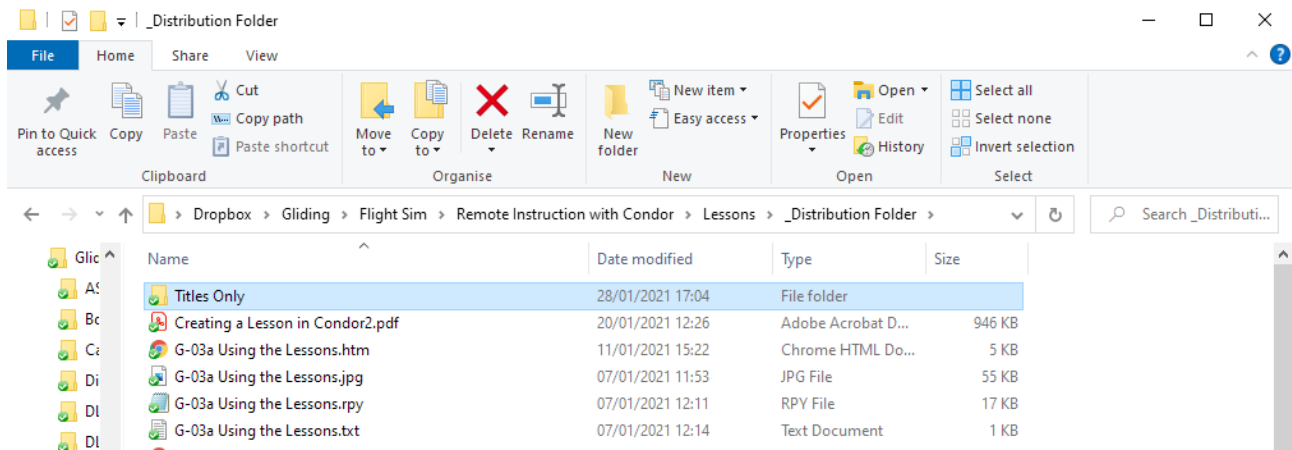 _Distribution Folder
File Home Share View
Pin to Quick access
Copy
Paste
Cut
Copy path
Paste shortcut
Clipboard
Move to
Copy to
Delete
Rename
Organise
New folder
New item
Easy access
New
Properties
Open
Edit
History
Open
Select all
Select none
Invert selection
Select
Dropbox > Gliding > Flight Sim > Remote Instruction with Condor > Lessons > _Distribution Folder >
Search _Distributi...
Name Date modified Type Size
Titles Only 28/01/2021 17:04 File folder
Creating a Lesson in Condor2.pdf 20/01/2021 12:26 Adobe Acrobat D... 946 KB
G-03a Using the Lessons.htm 11/01/2021 15:22 Chrome HTML Do... 5 KB
G-03a Using the Lessons.jpg 07/01/2021 11:53 JPG File 55 KB
G-03a Using the Lessons.rpy 07/01/2021 12:11 RPY File 17 KB
G-03a Using the Lessons.txt 07/01/2021 12:14 Text Document 1 KB